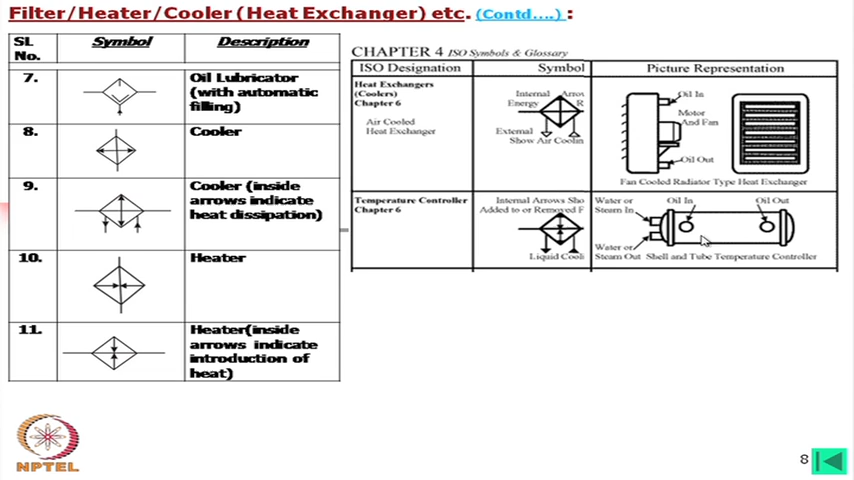 Filter/Heater/Cooler (Heat Exchanger) etc. (Contd....) :
SL No.
Symbol
Description
7.
Oil Lubricator
(with automatic
filling)
8.
Cooler
9.
Cooler (inside
arrows indicate
heat dissipation)
10.
Heater
11.
Heater(inside
arrows indicate
introduction of
heat)
CHAPTER 4 ISO Symbols & Glossary
ISO Designation
Symbol
Picture Representation
Heat Exchangers
(Coolers)
Chapter 6
Air Cooled
Heat Exchanger
Internal Arrov
Energy R
External
Show Air Coolin
Oil In
Motor
And Fan
Oil Out
Fan Cooled Radiator Type Heat Exchanger
Temperature Controller
Chapter 6
Internal Arrows Sho
Added to or Removed F
Liquid Cooli
Water or
Steam In
Oil In
Oil Out
Water or
Steam Out Shell and Tube Temperature Controller
NPTEL
8